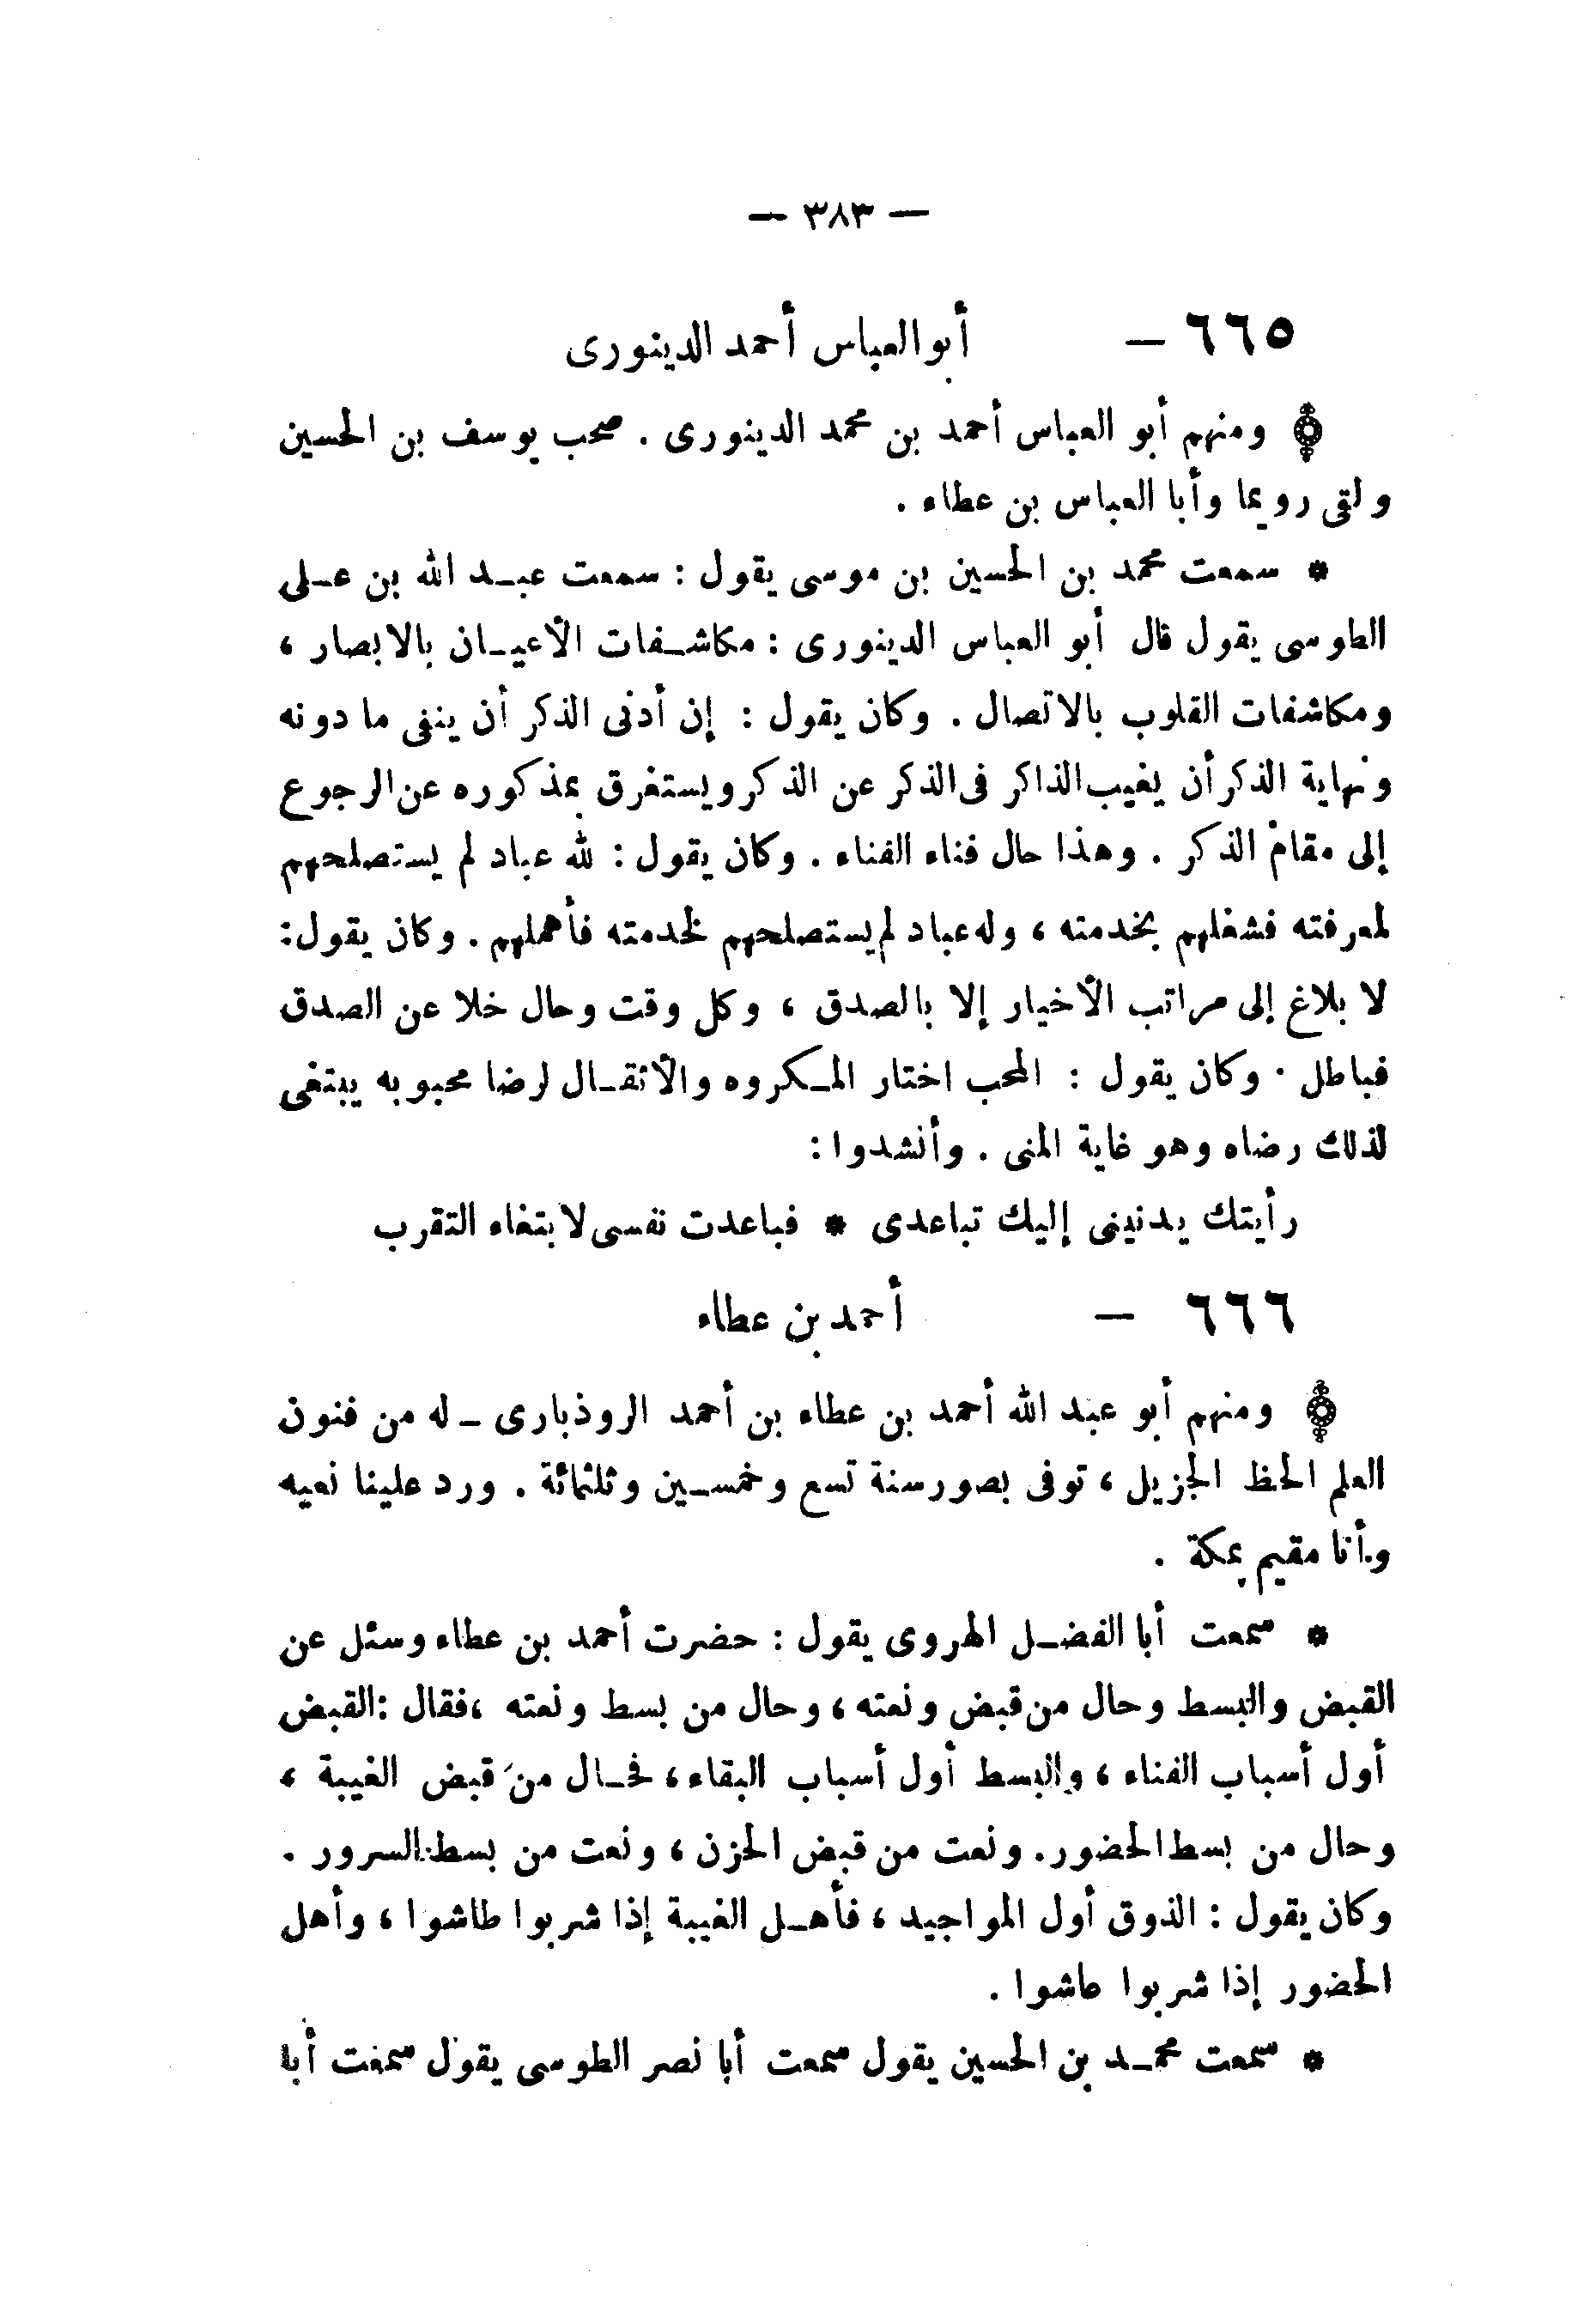 — ٣٨٣ —
٦٦٥ — أبو العباس أحمد الدينورى
ومنهم أبو العباس أحمد بن محمد الدينورى . صحب يوسف بن الحسين
ولقى رويما وأبا العباس بن عطاء .
* سمعت محمد بن الحسين بن موسى يقول : سمعت عبد الله بن على
الطوسى يقول قال أبو العباس الدينورى : مكاشفات الأعيان بالابصار ،
ومكاشفات القلوب بالاتصال . وكان يقول : إن أدنى الذكر أن ينفى ما دونه
ونهاية الذكر أن يغيب الذاكر فى الذكر عن الذكر ويستغرق بمذكوره عن الرجوع
إلى مقام الذكر . وهذا حال فناء الفناء . وكان يقول : لله عباد لم يستصلحهم
لمعرفته فشغلهم بخدمته ، وله عباد لم يستصلحهم لخدمته فأهملهم . وكان يقول :
لا بلاغ إلى مراتب الأخيار إلا بالصدق ، وكل وقت وحال خلا عن الصدق
فباطل . وكان يقول : المحب اختار المكروه والأثقال لرضا محبوبه يبتغى
لذلك رضاه وهو غاية المنى . وأنشدوا :
رأيتك يدنينى إليك تباعدى * فباعدت نفسى لابتغاء التقرب
٦٦٦ — أحمد بن عطاء
ومنهم أبو عبد الله أحمد بن عطاء بن أحمد الروذبارى - له من فنون
العلم الحظ الجزيل ، توفى بصور سنة تسع وخمسين وثلثمائة . ورد علينا نعيه
وأنا مقيم بمكة .
* سمعت أبا الفضل الهروى يقول : حضرت أحمد بن عطاء وسئل عن
القبض والبسط وحال من قبض ونعته ، وحال من بسط ونعته ، فقال : القبض
أول أسباب الفناء ، والبسط أول أسباب البقاء ، فحال من قبض الغيبة ،
وحال من بسط الحضور . ونعت من قبض الحزن ، ونعت من بسط السرور .
وكان يقول : الذوق أول المواجيد ، فأهل الغيبة إذا شربوا طاشوا ، وأهل
الحضور إذا شربوا عاشوا .
* سمعت محمد بن الحسين يقول سمعت أبا نصر الطوسى يقول سمعت أبا